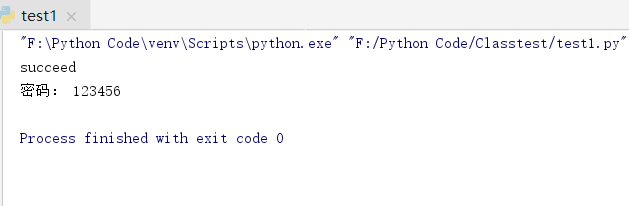 test1 ×
"F:\Python Code\venv\Scripts\python.exe" "F:/Python Code/Classtest/test1.py"
succeed
密码： 123456
Process finished with exit code 0